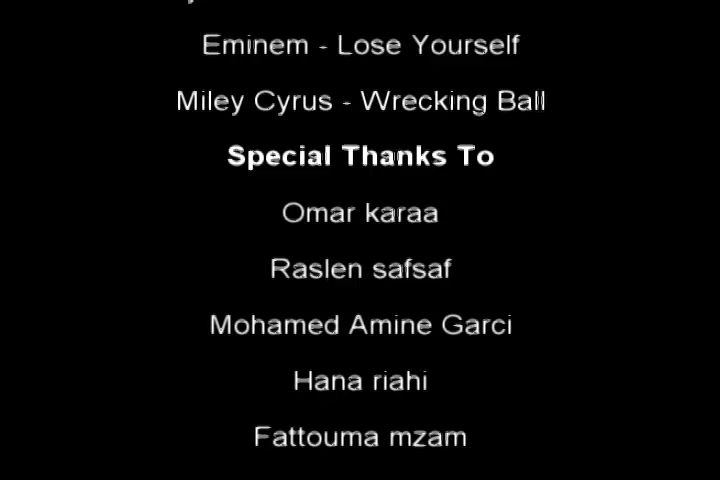 Eminem - Lose Yourself
Miley Cyrus - Wrecking Ball
Special Thanks To
Omar karaa
Raslen safsaf
Mohamed Amine Garci
Hana riahi
Fattouma mzam